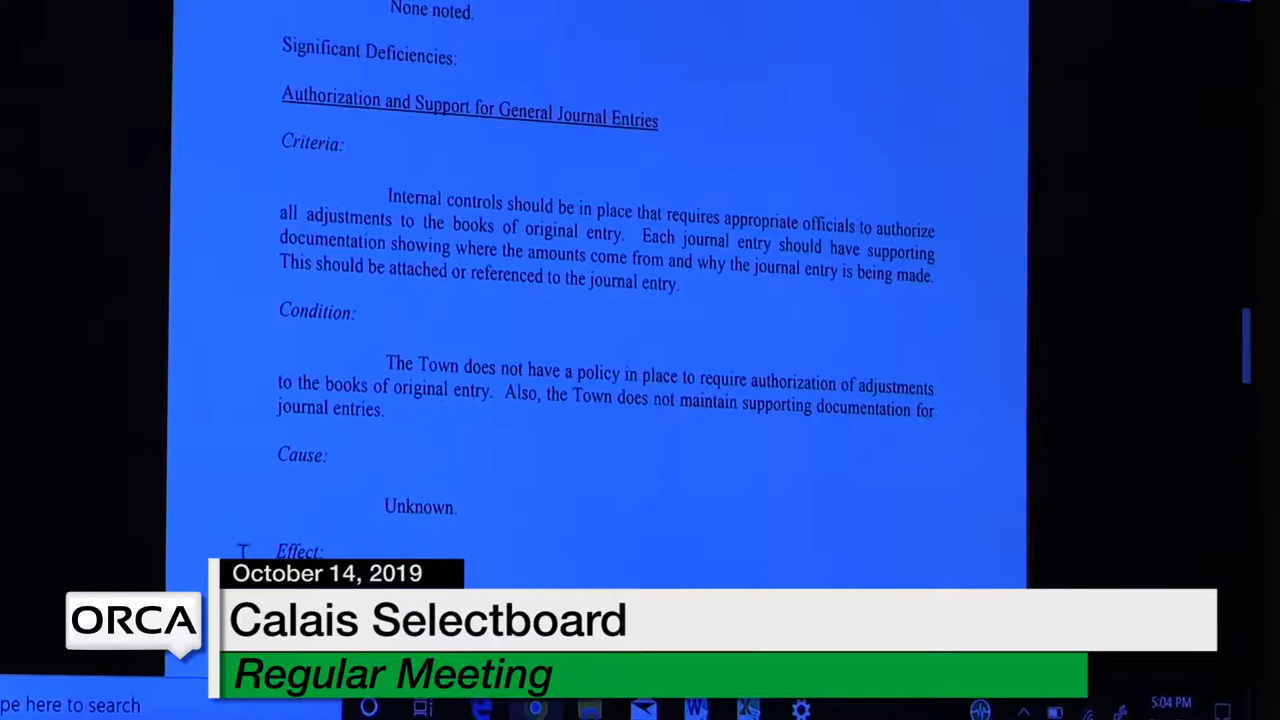 None noted.
Significant Deficiencies:
Authorization and Support for General Journal Entries
Criteria:
Internal controls should be in place that requires appropriate officials to authorize
all adjustments to the books of original entry. Each journal entry should have supporting
documentation showing where the amounts come from and why the journal entry is being made.
This should be attached or referenced to the journal entry.
Condition:
The Town does not have a policy in place to require authorization of adjustments
to the books of original entry. Also, the Town does not maintain supporting documentation for
journal entries.
Cause:
Unknown.
Effect:
October 14, 2019
ORCA
Calais Selectboard
Regular Meeting
pe here to search
5:04 PM